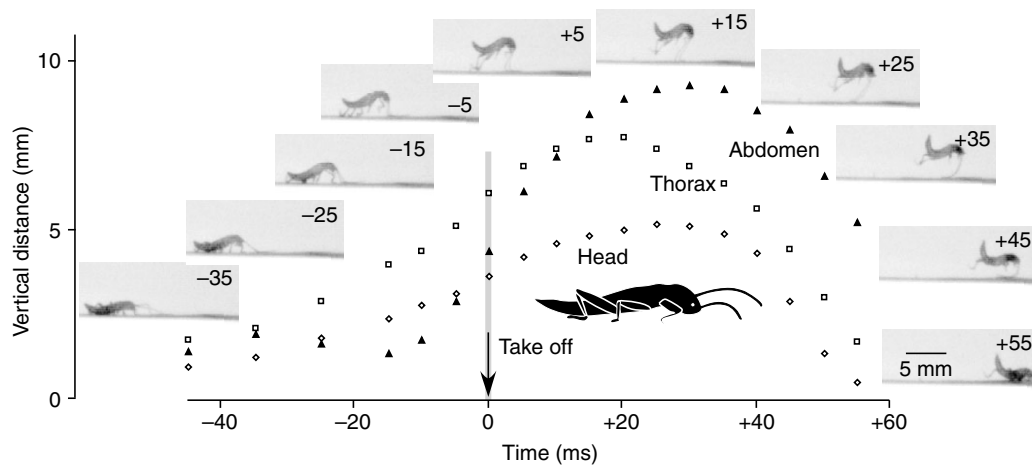 +5
+15
10
+25
−5
−15
+35
Abdomen
Thorax
−25
5
Head
+45
−35
Take off
+55
5 mm
0
−40
−20
0
+20
+40
+60
Time (ms)
Vertical distance (mm)